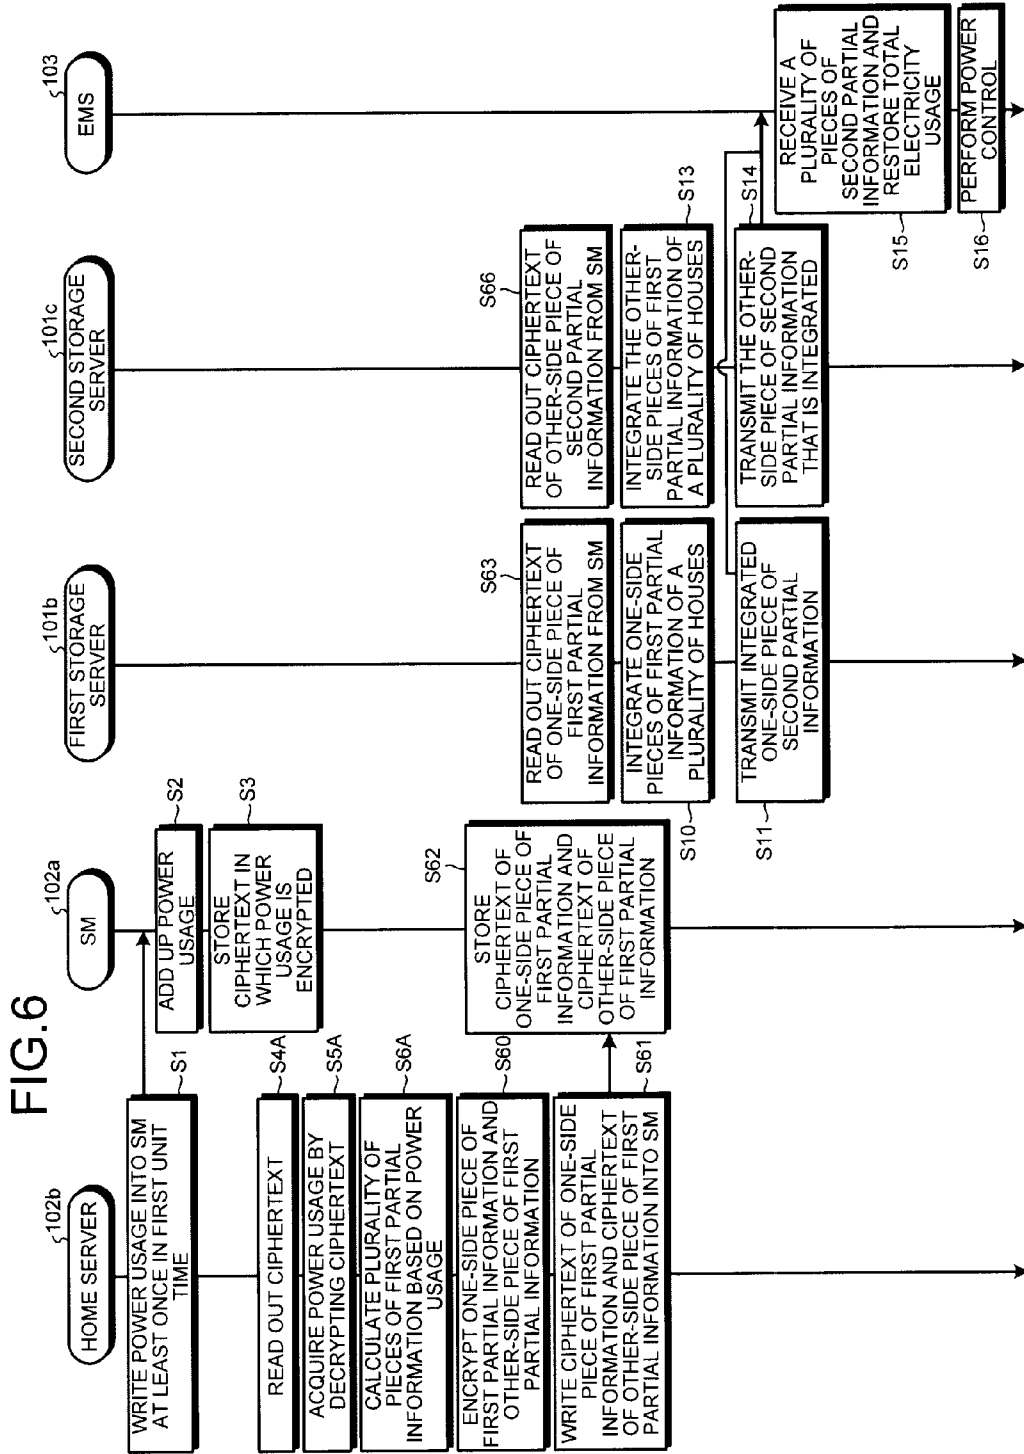 FIG.6
102b
HOME SERVER
WRITE POWER USAGE INTO SM
AT LEAST ONCE IN FIRST UNIT
TIME
S1
READ OUT CIPHERTEXT
S4A
ACQUIRE POWER USAGE BY
DECRYPTING CIPHERTEXT
S5A
CALCULATE PLURALITY OF
PIECES OF FIRST PARTIAL
INFORMATION BASED ON POWER
USAGE
S6A
ENCRYPT ONE-SIDE PIECE OF
FIRST PARTIAL INFORMATION AND
OTHER-SIDE PIECE OF FIRST
PARTIAL INFORMATION
S60
WRITE CIPHERTEXT OF ONE-SIDE
PIECE OF FIRST PARTIAL
INFORMATION AND CIPHERTEXT
OF OTHER-SIDE PIECE OF FIRST
PARTIAL INFORMATION INTO SM
S61
102a
SM
ADD UP POWER
USAGE
S2
STORE
CIPHERTEXT IN
WHICH POWER
USAGE IS
ENCRYPTED
S3
S62
STORE
CIPHERTEXT OF
ONE-SIDE PIECE OF
FIRST PARTIAL
INFORMATION AND
CIPHERTEXT OF
OTHER-SIDE PIECE
OF FIRST PARTIAL
INFORMATION
101b
FIRST STORAGE
SERVER
S63
READ OUT CIPHERTEXT
OF ONE-SIDE PIECE OF
FIRST PARTIAL
INFORMATION FROM SM
INTEGRATE ONE-SIDE
PIECES OF FIRST PARTIAL
INFORMATION OF A
PLURALITY OF HOUSES
S10
TRANSMIT INTEGRATED
ONE-SIDE PIECE OF
SECOND PARTIAL
INFORMATION
S11
101c
SECOND STORAGE
SERVER
S66
READ OUT CIPHERTEXT
OF OTHER-SIDE PIECE OF
SECOND PARTIAL
INFORMATION FROM SM
INTEGRATE THE OTHER-
SIDE PIECES OF FIRST
PARTIAL INFORMATION OF
A PLURALITY OF HOUSES
S13
TRANSMIT THE OTHER-
SIDE PIECE OF SECOND
PARTIAL INFORMATION
THAT IS INTEGRATED
S14
103
EMS
RECEIVE A
PLURALITY OF
PIECES OF
SECOND PARTIAL
INFORMATION AND
RESTORE TOTAL
ELECTRICITY
USAGE
S15
PERFORM POWER
CONTROL
S16